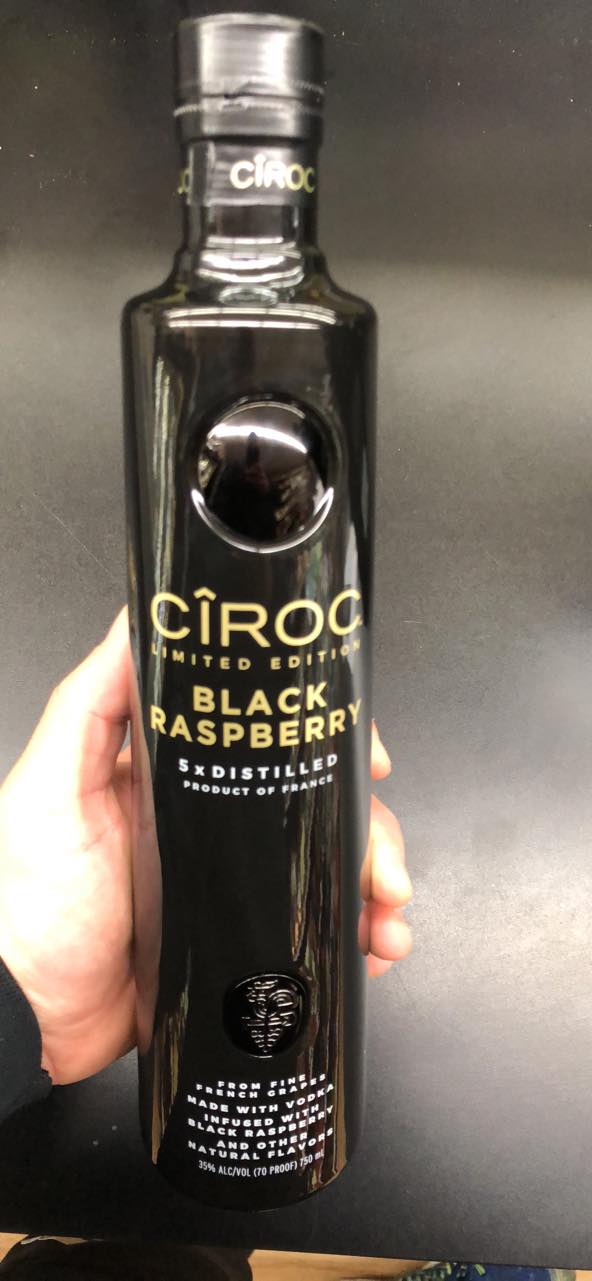 CÎROC
CÎROC
LIMITED EDITION
BLACK
RASPBERRY
5xDISTILLED
PRODUCT OF FRANCE
FROM FINE
FRENCH GRAPES
MADE WITH VODKA
INFUSED WITH
BLACK RASPBERRY
AND OTHER
NATURAL FLAVORS
35% ALC/VOL (70 PROOF) 750 mL